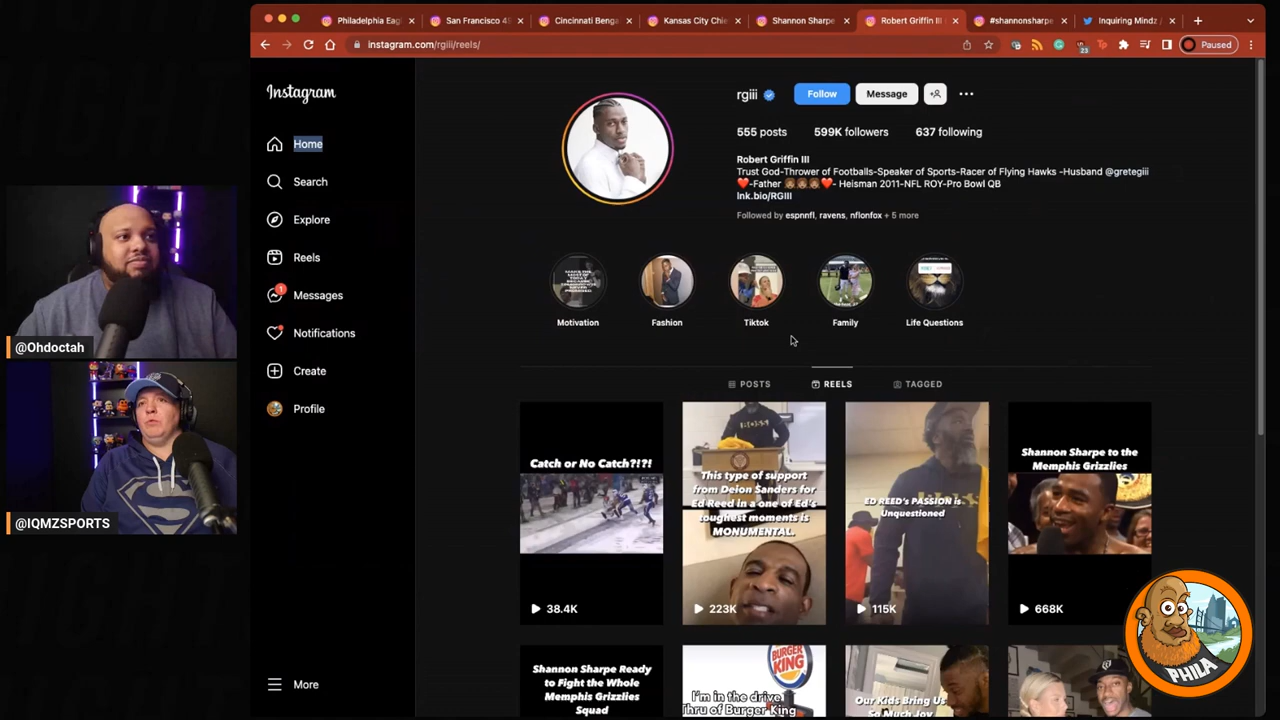 Philadelphia Eagl
San Francisco 4
Cincinnati Benga
Kansas City Chie
Shannon Sharpe
Robert Griffin III
#shannonsharpe
Inquiring Mindz
instagram.com/rgiii/reels/
23
Paused
Instagram
Home
Search
Explore
Reels
1
Messages
Notifications
Create
Profile
More
rgiii
Follow
Message
555 posts
599K followers
637 following
Robert Griffin III
Trust God-Thrower of Footballs-Speaker of Sports-Racer of Flying Hawks -Husband @gretegiii
❤️-Father 👨🏽👨🏽👨🏽❤️- Heisman 2011-NFL ROY-Pro Bowl QB
lnk.bio/RGIII
Followed by espnnfl, ravens, nflonfox + 5 more
Motivation
Fashion
Tiktok
Family
Life Questions
POSTS
REELS
TAGGED
Catch or No Catch?!?!
38.4K
This type of support
from Deion Sanders for
Ed Reed in a one of Ed's
toughest moments is
MONUMENTAL.
223K
ED REED's PASSION is
Unquestioned
115K
Shannon Sharpe to the
Memphis Grizzlies
668K
Shannon Sharpe Ready
to Fight the Whole
Memphis Grizzlies
Squad
BURGER
KING
I'm in the drive
Thru of Burger King
Our Kids Bring Us
So Much Joy
@Ohdoctah
@IQMZSPORTS
PHILA